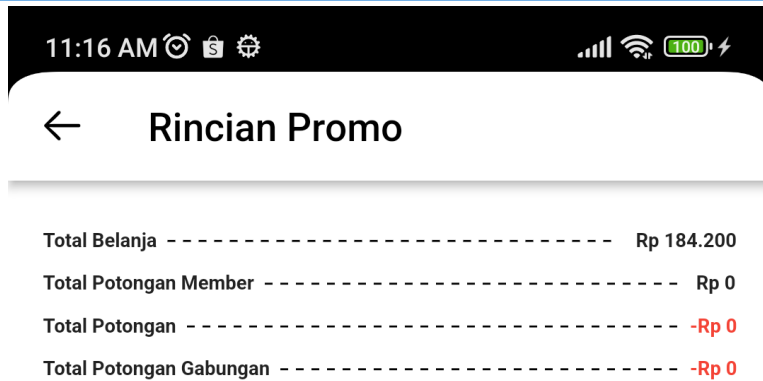 11:16 AM
100
Rincian Promo
Total Belanja ----------------------------- Rp 184.200
Total Potongan Member --------------------------- Rp 0
Total Potongan -------------------------------- -Rp 0
Total Potongan Gabungan -------------------------- -Rp 0